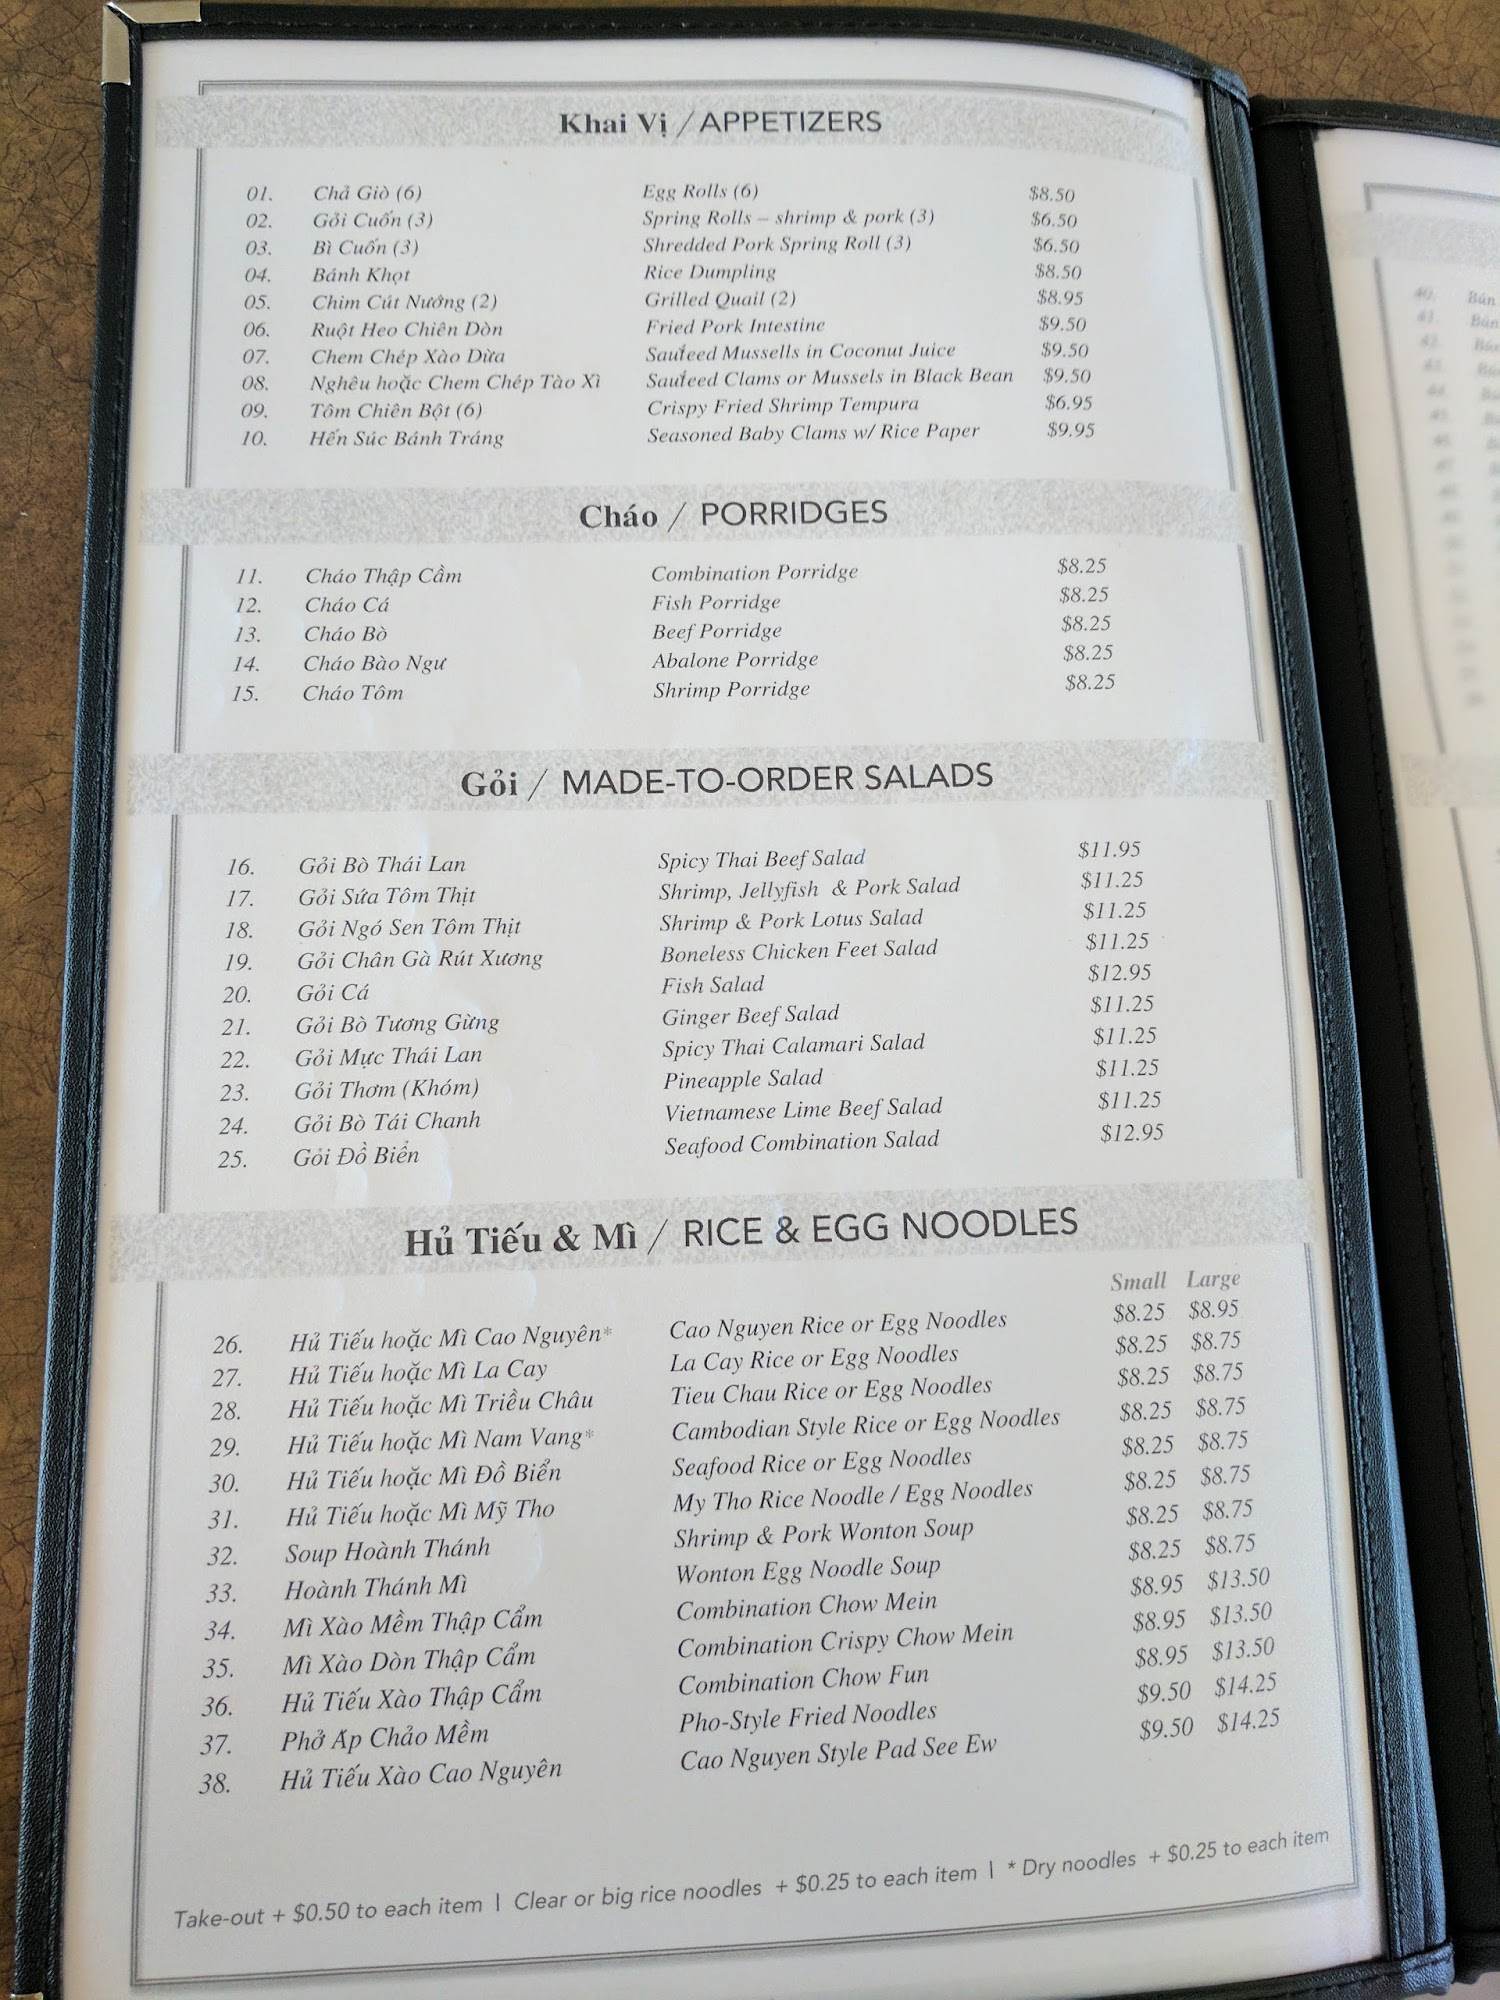 Khai Vị / APPETIZERS
01. Chả Giò (6) Egg Rolls (6) $8.50
02. Gỏi Cuốn (3) Spring Rolls – shrimp & pork (3) $6.50
03. Bì Cuốn (3) Shredded Pork Spring Roll (3) $6.50
04. Bánh Khọt Rice Dumpling $8.50
05. Chim Cút Nướng (2) Grilled Quail (2) $8.95
06. Ruột Heo Chiên Dòn Fried Pork Intestine $9.50
07. Chem Chép Xào Dừa Sauteed Mussells in Coconut Juice $9.50
08. Nghêu hoặc Chem Chép Tào Xì Sauteed Clams or Mussels in Black Bean $9.50
09. Tôm Chiên Bột (6) Crispy Fried Shrimp Tempura $6.95
10. Hến Súc Bánh Tráng Seasoned Baby Clams w/ Rice Paper $9.95
Cháo / PORRIDGES
11. Cháo Thập Cẩm Combination Porridge $8.25
12. Cháo Cá Fish Porridge $8.25
13. Cháo Bò Beef Porridge $8.25
14. Cháo Bào Ngư Abalone Porridge $8.25
15. Cháo Tôm Shrimp Porridge $8.25
Gỏi / MADE-TO-ORDER SALADS
16. Gỏi Bò Thái Lan Spicy Thai Beef Salad $11.95
17. Gỏi Sứa Tôm Thịt Shrimp, Jellyfish & Pork Salad $11.25
18. Gỏi Ngó Sen Tôm Thịt Shrimp & Pork Lotus Salad $11.25
19. Gỏi Chân Gà Rút Xương Boneless Chicken Feet Salad $11.25
20. Gỏi Cá Fish Salad $12.95
21. Gỏi Bò Tương Gừng Ginger Beef Salad $11.25
22. Gỏi Mực Thái Lan Spicy Thai Calamari Salad $11.25
23. Gỏi Thơm (Khóm) Pineapple Salad $11.25
24. Gỏi Bò Tái Chanh Vietnamese Lime Beef Salad $11.25
25. Gỏi Đồ Biển Seafood Combination Salad $12.95
Hủ Tiếu & Mì / RICE & EGG NOODLES
Small Large
26. Hủ Tiếu hoặc Mì Cao Nguyên* Cao Nguyen Rice or Egg Noodles $8.25 $8.95
27. Hủ Tiếu hoặc Mì La Cay La Cay Rice or Egg Noodles $8.25 $8.75
28. Hủ Tiếu hoặc Mì Triều Châu Tieu Chau Rice or Egg Noodles $8.25 $8.75
29. Hủ Tiếu hoặc Mì Nam Vang* Cambodian Style Rice or Egg Noodles $8.25 $8.75
30. Hủ Tiếu hoặc Mì Đồ Biển Seafood Rice or Egg Noodles $8.25 $8.75
31. Hủ Tiếu hoặc Mì Mỹ Tho My Tho Rice Noodle / Egg Noodles $8.25 $8.75
32. Soup Hoành Thánh Shrimp & Pork Wonton Soup $8.25 $8.75
33. Hoành Thánh Mì Wonton Egg Noodle Soup $8.25 $8.75
34. Mì Xào Mềm Thập Cẩm Combination Chow Mein $8.95 $13.50
35. Mì Xào Dòn Thập Cẩm Combination Crispy Chow Mein $8.95 $13.50
36. Hủ Tiếu Xào Thập Cẩm Combination Chow Fun $8.95 $13.50
37. Phở Áp Chảo Mềm Pho-Style Fried Noodles $9.50 $14.25
38. Hủ Tiếu Xào Cao Nguyên Cao Nguyen Style Pad See Ew $9.50 $14.25
Take-out + $0.50 to each item | Clear or big rice noodles + $0.25 to each item | * Dry noodles + $0.25 to each item
40. Bún
41. Bún